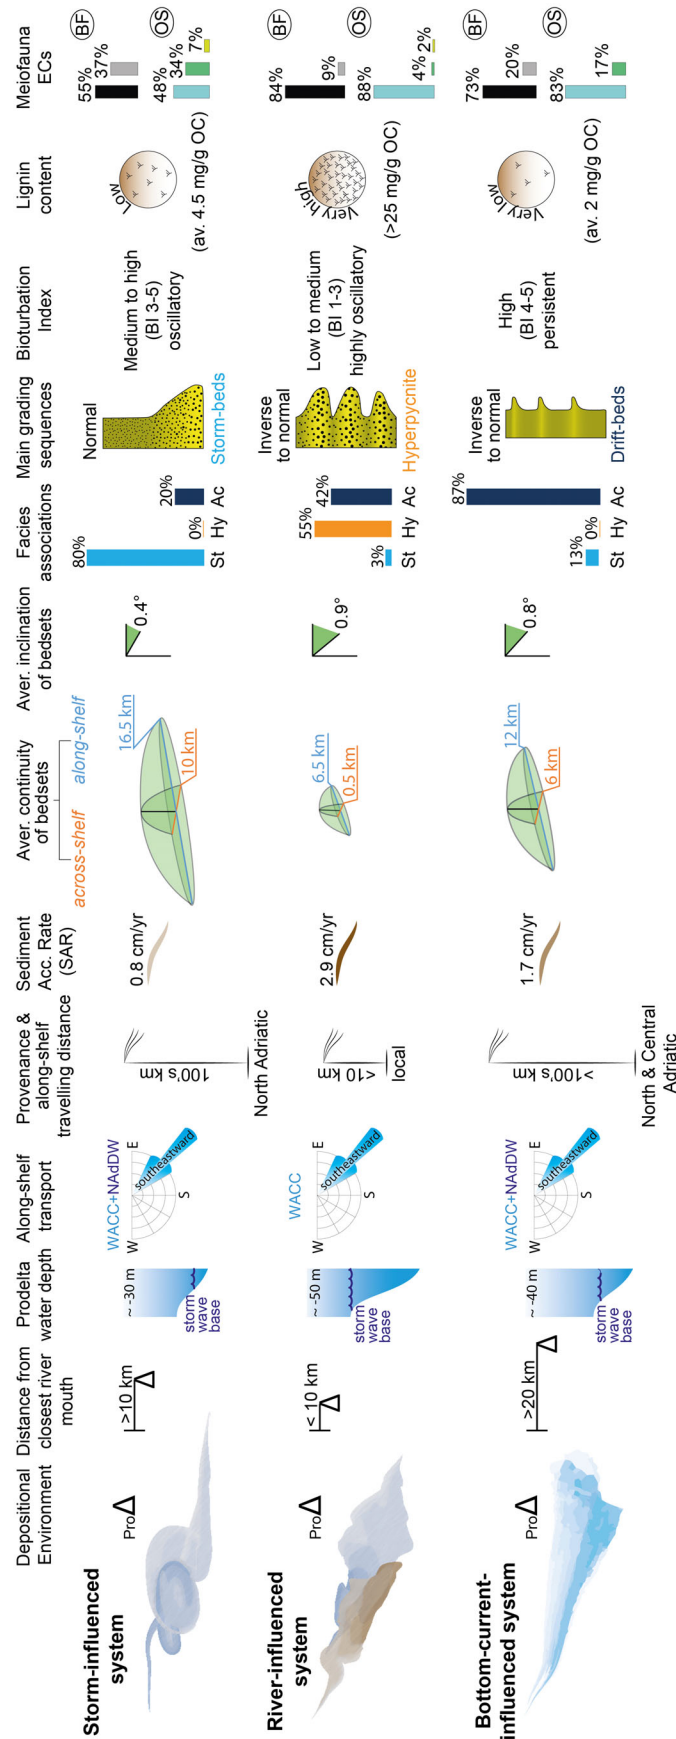 Depositional
Environment
Distance from
closest river
mouth
Prodelta
water depth
Along-shelf
transport
Provenance &
along-shelf
travelling distance
Sediment
Acc. Rate
(SAR)
Aver. continuity
of bedsets
across-shelf
along-shelf
Aver. inclination
of bedsets
Facies
associations
Main grading
sequences
Bioturbation
Index
Lignin
content
Meiofauna
ECs
Storm-influenced
system
Pro
>10 km
~ -30 m
storm
wave
base
WACC+NAdDW
W
E
S
southeastward
100's km
North Adriatic
0.8 cm/yr
16.5 km
10 km
0.4°
80%
0%
20%
St Hy Ac
Normal
Storm-beds
Medium to high
(BI 3-5)
oscillatory
Low
(av. 4.5 mg/g OC)
55%
37%
BF
48%
34%
7%
OS
River-influenced
system
Pro
< 10 km
~ -50 m
storm
wave
base
WACC
W
E
S
southeastward
<10 km
local
2.9 cm/yr
6.5 km
0.5 km
0.9°
3%
55%
42%
St Hy Ac
Inverse
to normal
Hyperpycnite
Low to medium
(BI 1-3)
highly oscillatory
Very high
(>25 mg/g OC)
84%
9%
BF
88%
4%
2%
OS
Bottom-current-
influenced system
Pro
>20 km
~ -40 m
storm
wave
base
WACC+NAdDW
W
E
S
southeastward
>100's km
North & Central
Adriatic
1.7 cm/yr
12 km
6 km
0.8°
13%
0%
87%
St Hy Ac
Inverse
to normal
Drift-beds
High
(BI 4-5)
persistent
Very low
(av. 2 mg/g OC)
73%
20%
BF
83%
17%
OS